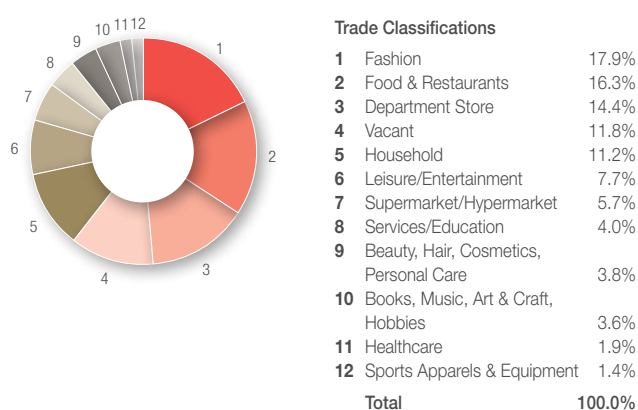 1
2
3
4
5
6
7
8
9
10
11
12
Trade Classifications
1 Fashion 17.9%
2 Food & Restaurants 16.3%
3 Department Store 14.4%
4 Vacant 11.8%
5 Household 11.2%
6 Leisure/Entertainment 7.7%
7 Supermarket/Hypermarket 5.7%
8 Services/Education 4.0%
9 Beauty, Hair, Cosmetics,
Personal Care 3.8%
10 Books, Music, Art & Craft,
Hobbies 3.6%
11 Healthcare 1.9%
12 Sports Apparels & Equipment 1.4%
Total 100.0%